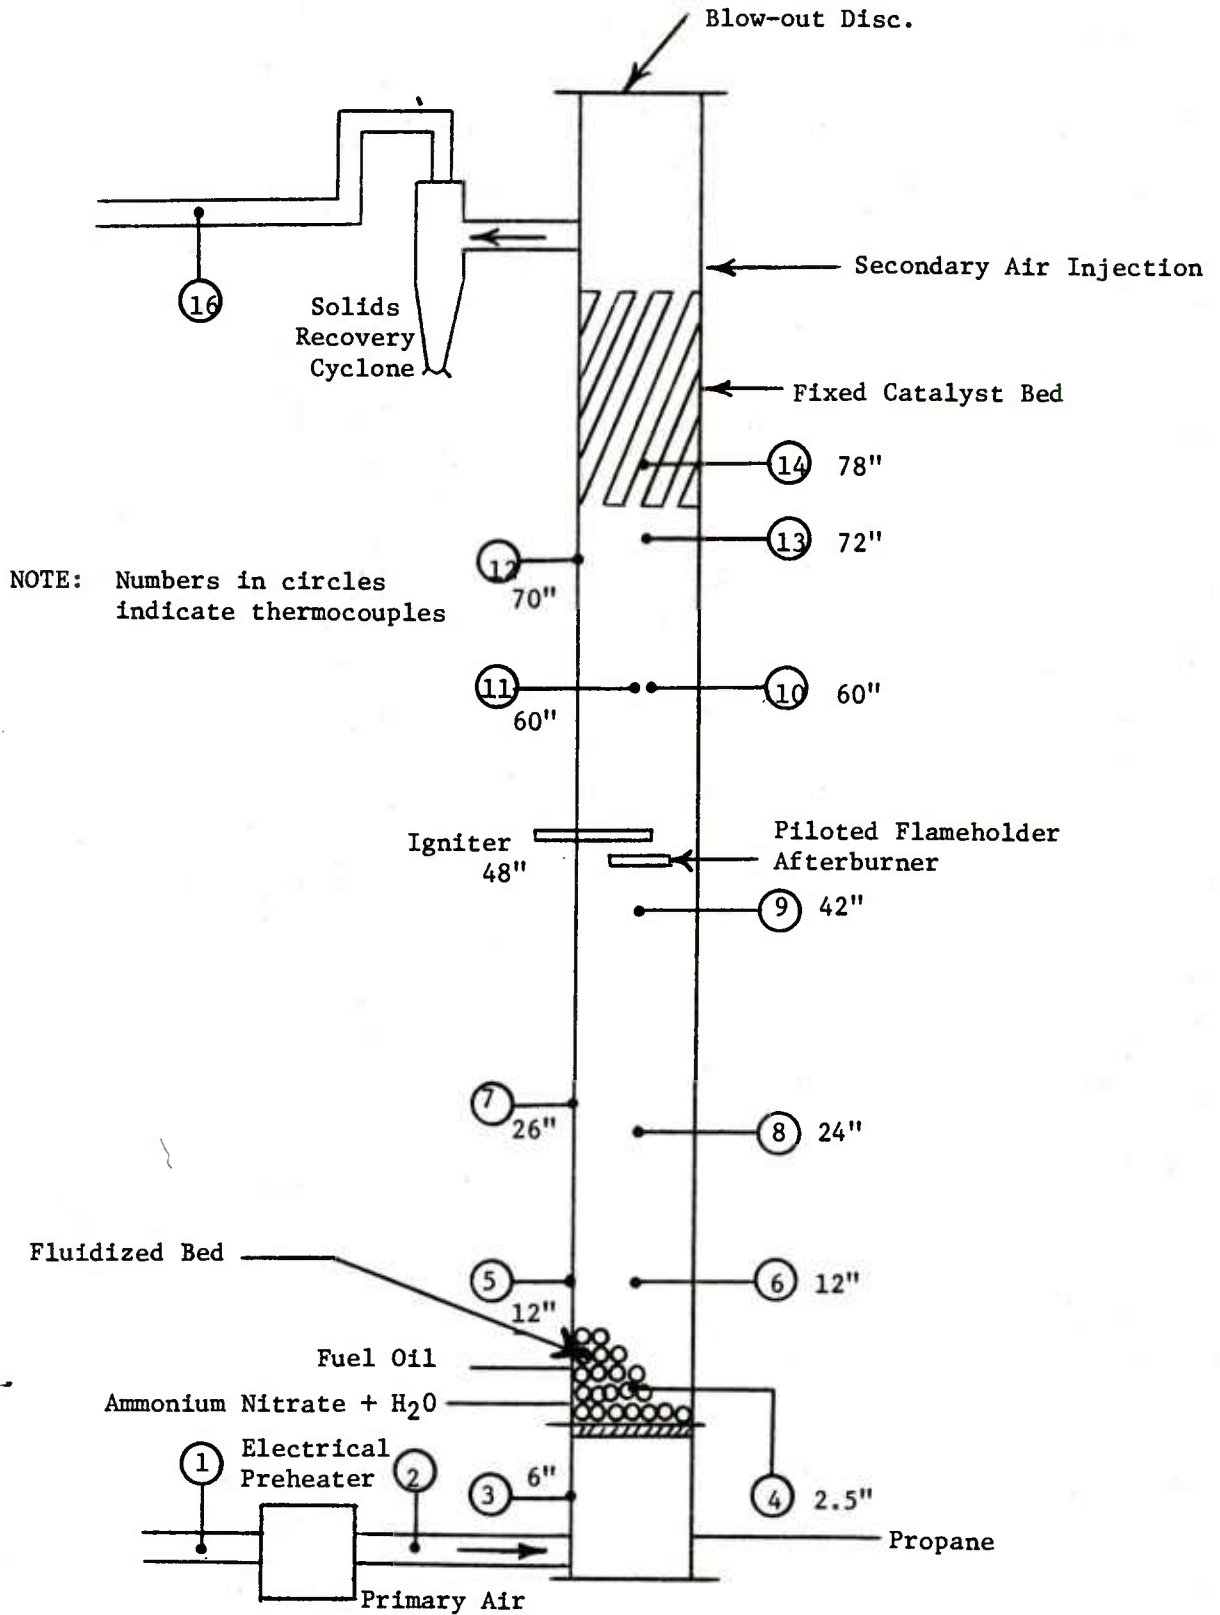 Blow-out Disc.
Secondary Air Injection
16
Solids
Recovery
Cyclone
Fixed Catalyst Bed
14 78"
13 72"
12
70"
NOTE: Numbers in circles
indicate thermocouples
11
60"
10 60"
Igniter
48"
Piloted Flameholder
Afterburner
9 42"
7
26"
8 24"
Fluidized Bed
5
12"
6 12"
Fuel Oil
Ammonium Nitrate + H2O
1
Electrical
Preheater
2
3
6"
4 2.5"
Propane
Primary Air